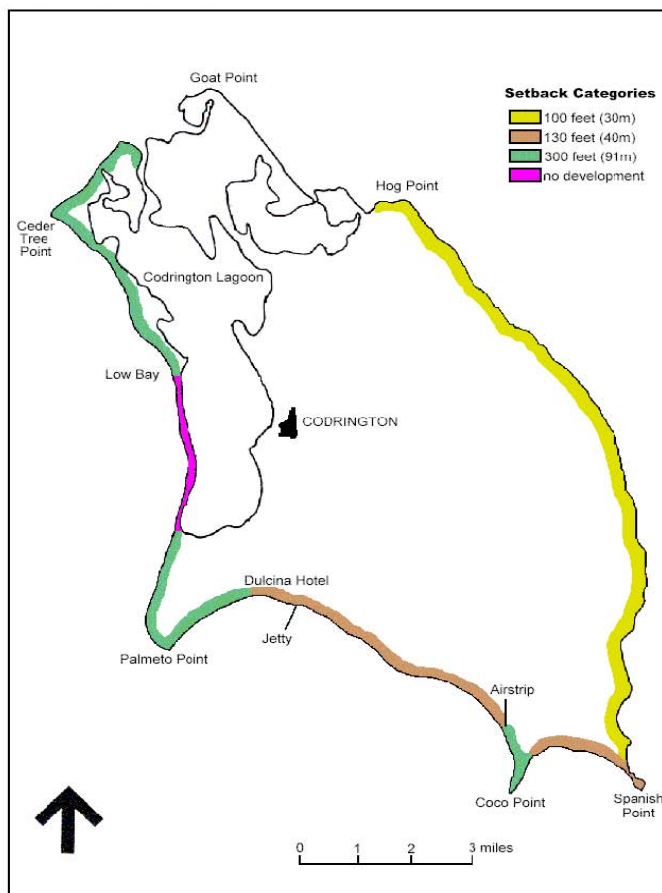 Goat Point
Setback Categories
100 feet (30m)
130 feet (40m)
300 feet (91m)
no development
Hog Point
Ceder
Tree
Point
Codrington Lagoon
Low Bay
CODRINGTON
Dulcina Hotel
Jetty
Palmeto Point
Airstrip
Coco Point
Spanish
Point
0 1 2 3 miles